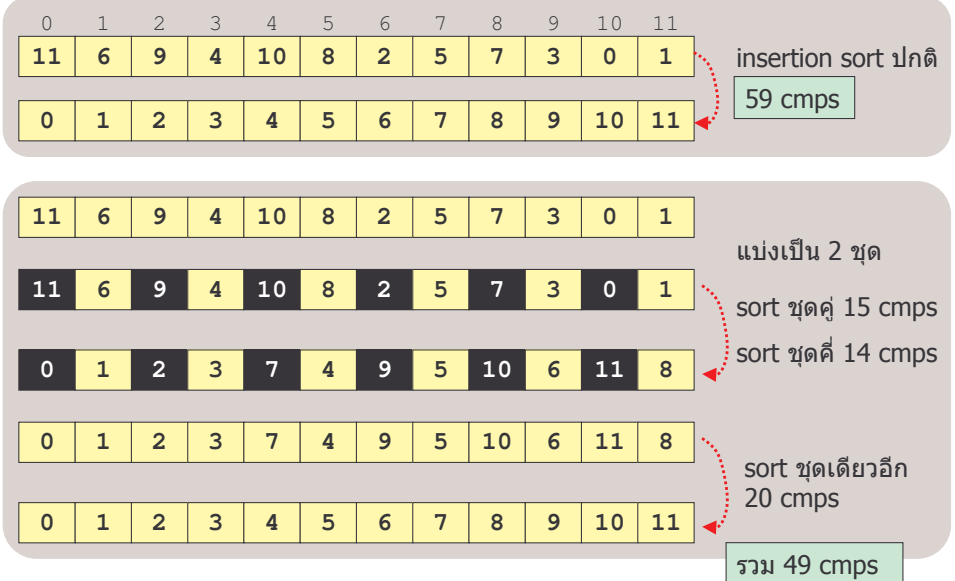 0 1 2 3 4 5 6 7 8 9 10 11
11 6 9 4 10 8 2 5 7 3 0 1
insertion sort ปกติ
59 cmps
0 1 2 3 4 5 6 7 8 9 10 11
11 6 9 4 10 8 2 5 7 3 0 1
แบ่งเป็น 2 ชุด
11 6 9 4 10 8 2 5 7 3 0 1
sort ชุดคู่ 15 cmps
sort ชุดคี่ 14 cmps
0 1 2 3 7 4 9 5 10 6 11 8
0 1 2 3 7 4 9 5 10 6 11 8
sort ชุดเดียวอีก
20 cmps
0 1 2 3 4 5 6 7 8 9 10 11
รวม 49 cmps